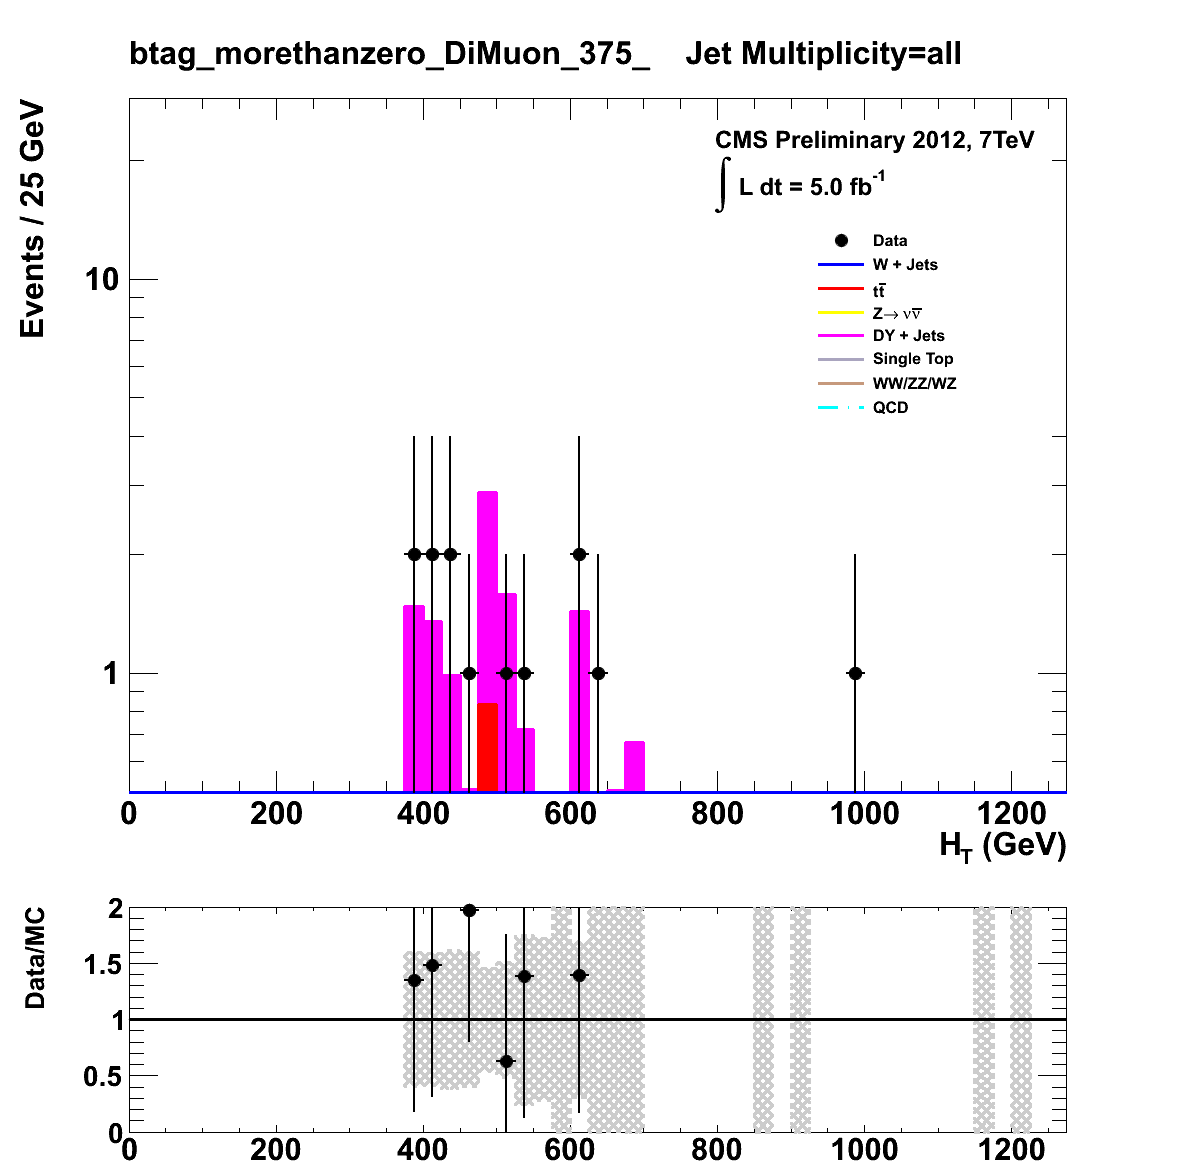 btag_morethanzero_DiMuon_375_ Jet Multiplicity=all
Events / 25 GeV
CMS Preliminary 2012, 7TeV
∫ L dt = 5.0 fb⁻¹
Data
W + Jets
tt̅
Z→ νν̅
DY + Jets
Single Top
WW/ZZ/WZ
QCD
10
1
0 200 400 600 800 1000 1200
H_T (GeV)
Data/MC
2
1.5
1
0.5
0
0 200 400 600 800 1000 1200